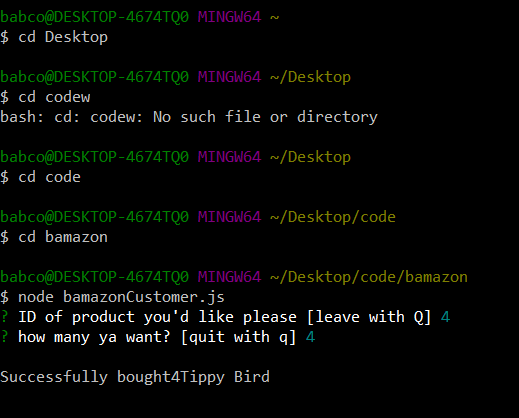 babco@DESKTOP-4674TQ0 MINGW64 ~
$ cd Desktop
babco@DESKTOP-4674TQ0 MINGW64 ~/Desktop
$ cd codew
bash: cd: codew: No such file or directory
babco@DESKTOP-4674TQ0 MINGW64 ~/Desktop
$ cd code
babco@DESKTOP-4674TQ0 MINGW64 ~/Desktop/code
$ cd bamazon
babco@DESKTOP-4674TQ0 MINGW64 ~/Desktop/code/bamazon
$ node bamazonCustomer.js
? ID of product you'd like please [leave with Q] 4
? how many ya want? [quit with q] 4
Successfully bought4Tippy Bird